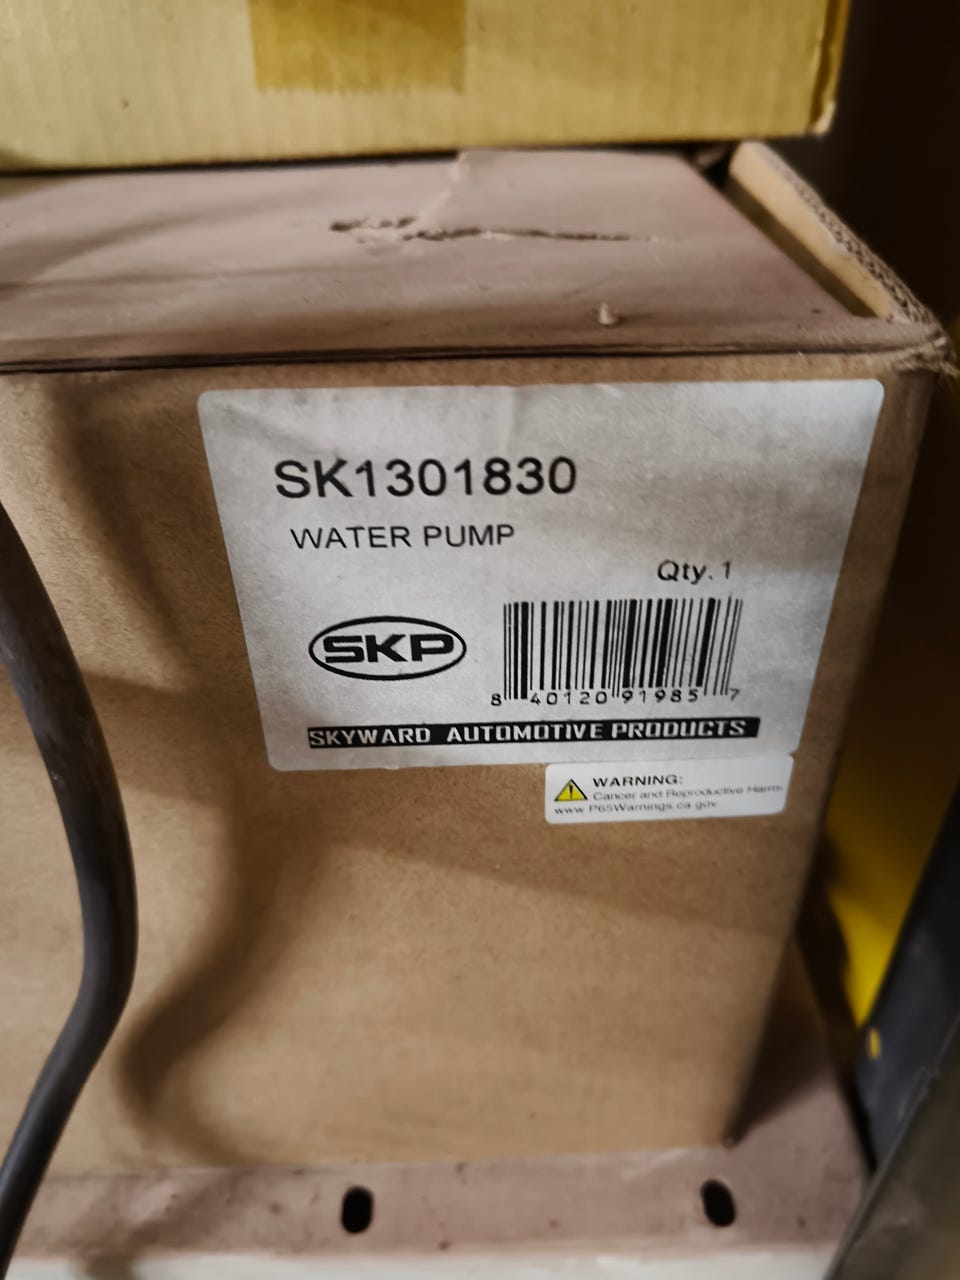 SK1301830
WATER PUMP
Qty. 1
SKP
8 40120 91985 7
SKYWARD AUTOMOTIVE PRODUCTS
WARNING:
Cancer and Reproductive Harm-
www.P65Warnings.ca.gov